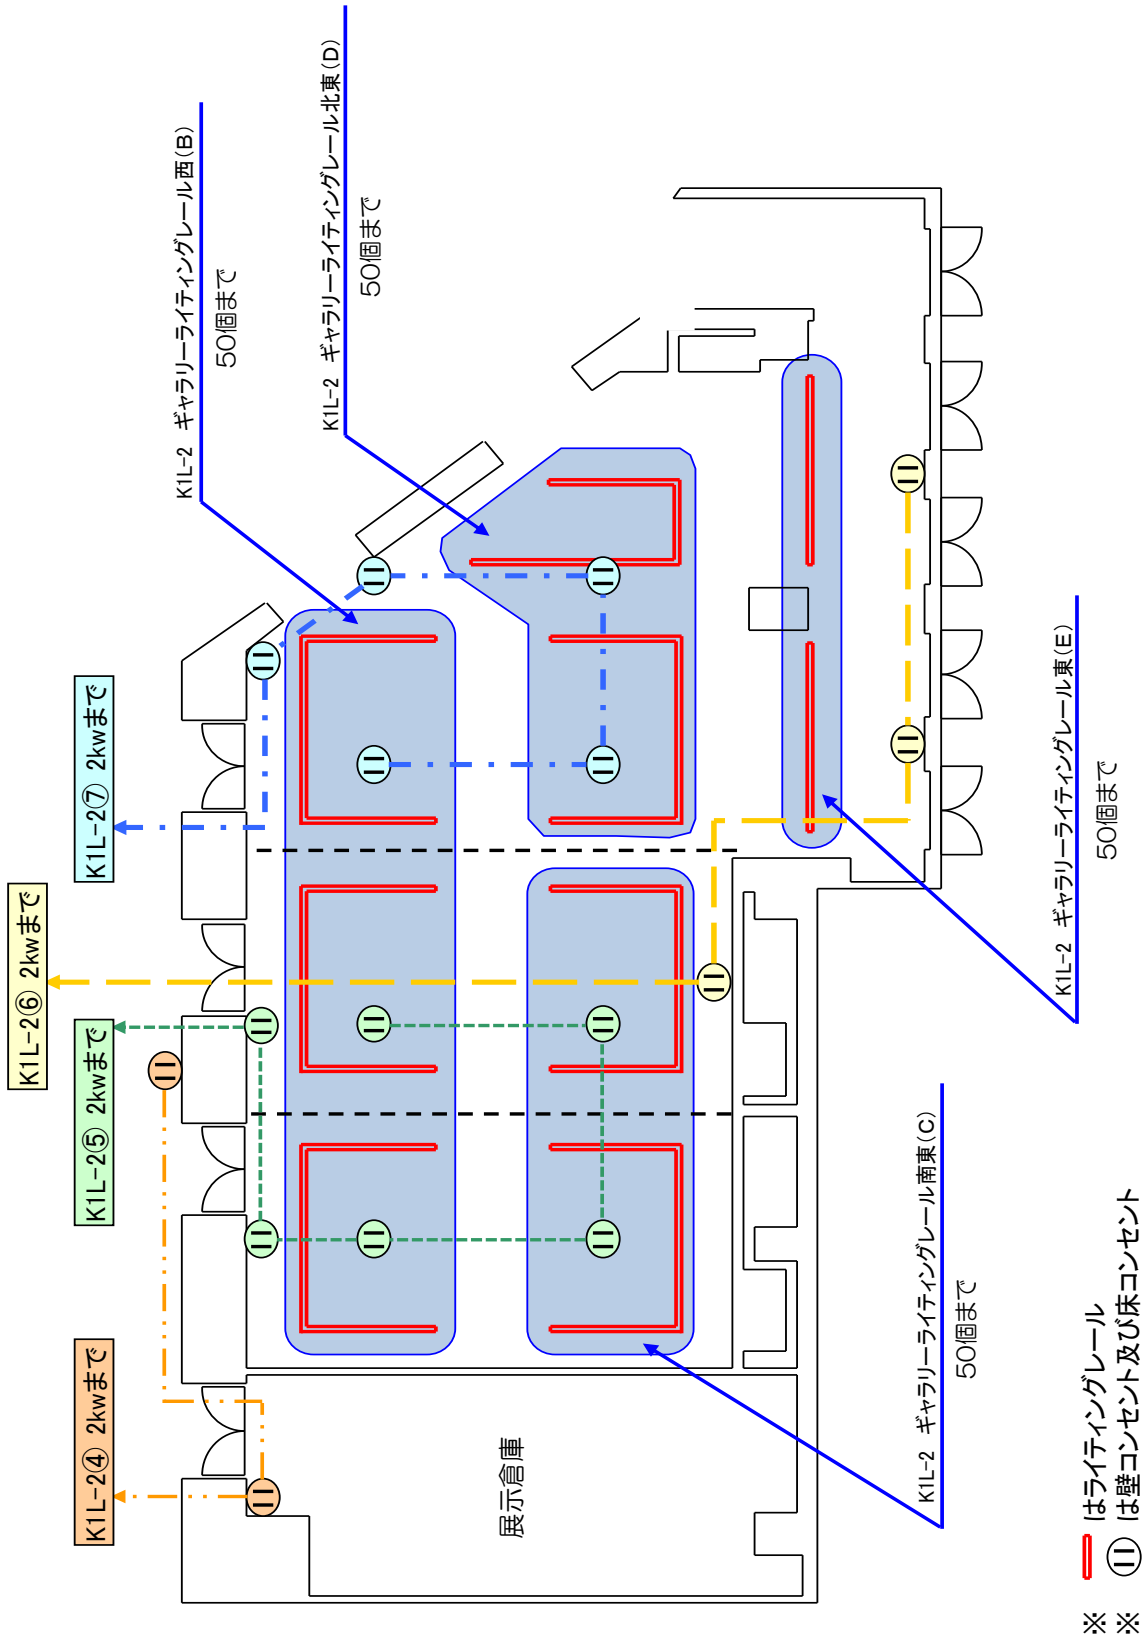 K1L-2④ 2kwまで
K1L-2⑤ 2kwまで
K1L-2⑥ 2kwまで
K1L-2⑦ 2kwまで
K1L-2 ギャラリーライティングレール西(B)
50個まで
K1L-2 ギャラリーライティングレール北東(D)
50個まで
展示倉庫
K1L-2 ギャラリーライティングレール南東(C)
50個まで
K1L-2 ギャラリーライティングレール東(E)
50個まで
※ はライティングレール
※ は壁コンセント及び床コンセント